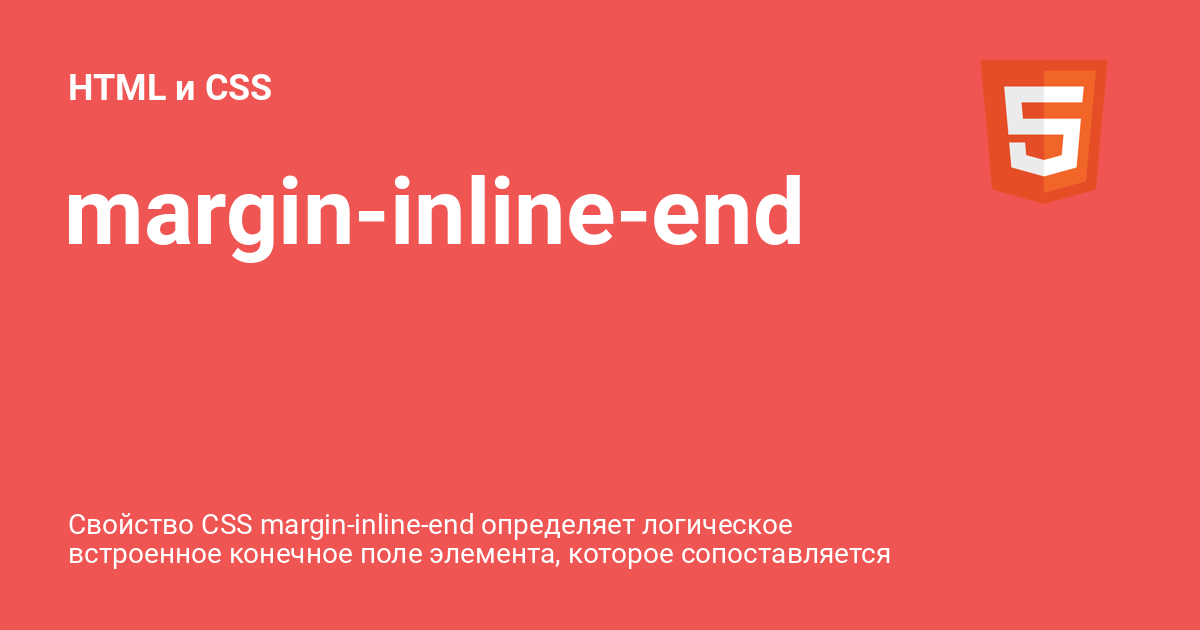 HTML и CSS
margin-inline-end
Свойство CSS margin-inline-end определяет логическое
встроенное конечное поле элемента, которое сопоставляется